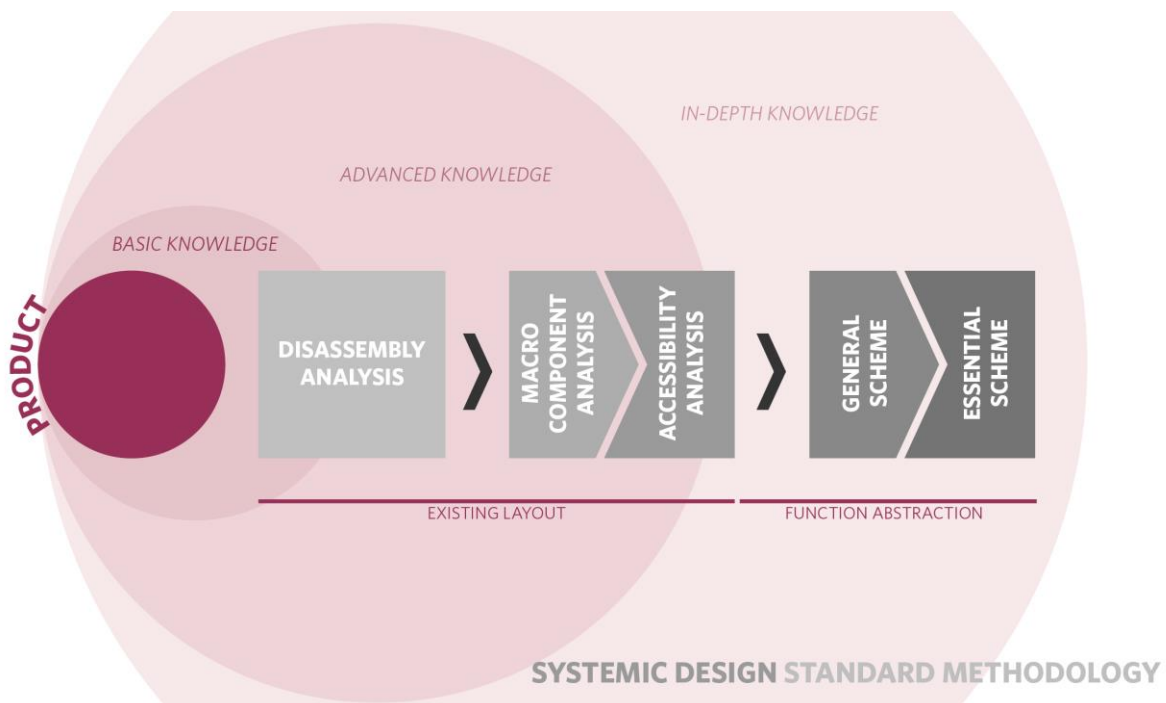 IN-DEPTH KNOWLEDGE
ADVANCED KNOWLEDGE
BASIC KNOWLEDGE
PRODUCT
DISASSEMBLY
ANALYSIS
MACRO
COMPONENT
ANALYSIS
ACCESSIBILITY
ANALYSIS
GENERAL
SCHEME
ESSENTIAL
SCHEME
EXISTING LAYOUT
FUNCTION ABSTRACTION
SYSTEMIC DESIGN STANDARD METHODOLOGY